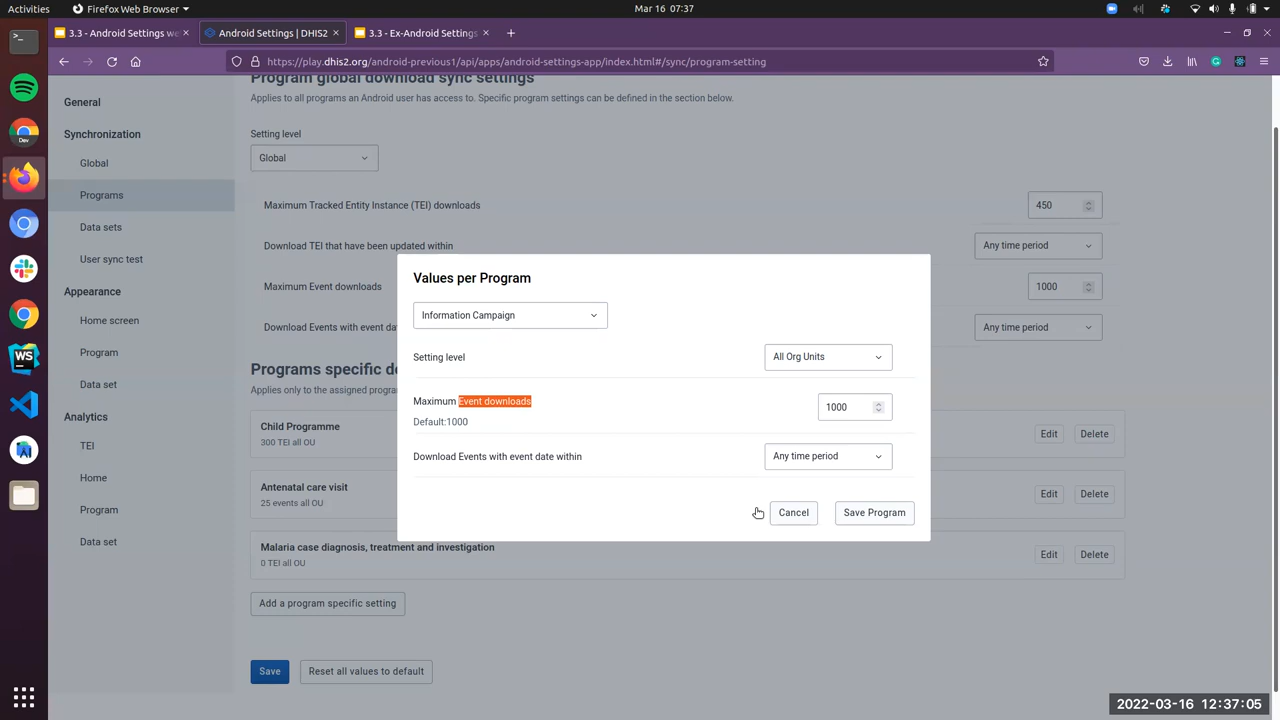 Activities
Firefox Web Browser
Mar 16 07:37
3.3 - Android Settings we
Android Settings | DHIS2
3.3 - Ex-Android Settings
https://play.dhis2.org/android-previous1/api/apps/android-settings-app/index.html#/sync/program-setting
Program global download sync settings
Applies to all programs an Android user has access to. Specific program settings can be defined in the section below.
General
Synchronization
Global
Programs
Data sets
User sync test
Appearance
Home screen
Program
Data set
Analytics
TEI
Home
Program
Data set
Setting level
Global
Maximum Tracked Entity Instance (TEI) downloads
450
Download TEI that have been updated within
Any time period
Maximum Event downloads
1000
Download Events with event da
Any time period
Programs specific do
Applies only to the assigned program
Child Programme
300 TEI all OU
Edit
Delete
Antenatal care visit
25 events all OU
Edit
Delete
Malaria case diagnosis, treatment and investigation
0 TEI all OU
Edit
Delete
Add a program specific setting
Save
Reset all values to default
Values per Program
Information Campaign
Setting level
All Org Units
Maximum Event downloads
1000
Default:1000
Download Events with event date within
Any time period
Cancel
Save Program
Dev
WS
2022-03-16 12:37:05